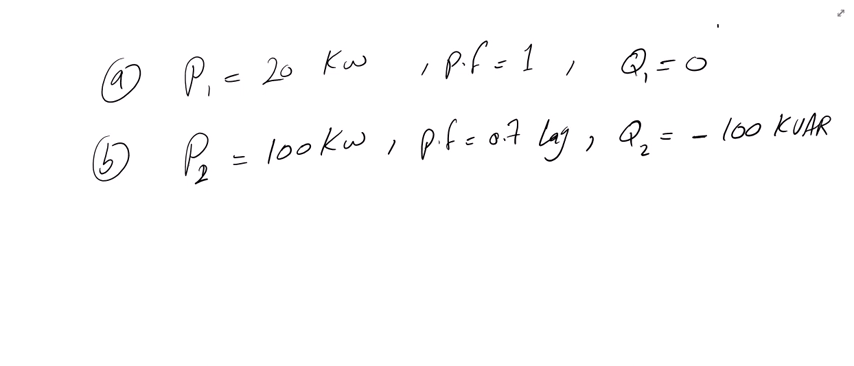 (a) P₁ = 20 KW , p.f = 1 , Q₁ = 0
(b) P₂ = 100 KW , p.f = 0.7 lag , Q₂ = - 100 KVAR